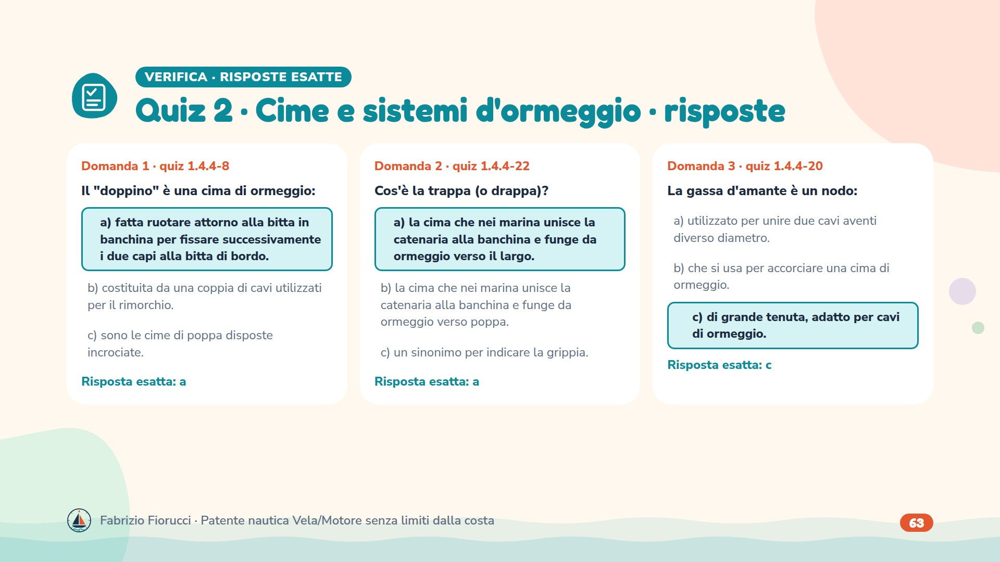 VERIFICA · RISPOSTE ESATTE
Quiz 2 · Cime e sistemi d'ormeggio · risposte
Domanda 1 · quiz 1.4.4-8
Il "doppino" è una cima di ormeggio:
a) fatta ruotare attorno alla bitta in
banchina per fissare successivamente
i due capi alla bitta di bordo.
b) costituita da una coppia di cavi utilizzati
per il rimorchio.
c) sono le cime di poppa disposte
incrociate.
Risposta esatta: a
Domanda 2 · quiz 1.4.4-22
Cos'è la trappa (o drappa)?
a) la cima che nei marina unisce la
catenaria alla banchina e funge da
ormeggio verso il largo.
b) la cima che nei marina unisce la
catenaria alla banchina e funge da
ormeggio verso poppa.
c) un sinonimo per indicare la grippia.
Risposta esatta: a
Domanda 3 · quiz 1.4.4-20
La gassa d'amante è un nodo:
a) utilizzato per unire due cavi aventi
diverso diametro.
b) che si usa per accorciare una cima di
ormeggio.
c) di grande tenuta, adatto per cavi
di ormeggio.
Risposta esatta: c
Fabrizio Fiorucci · Patente nautica Vela/Motore senza limiti dalla costa
63